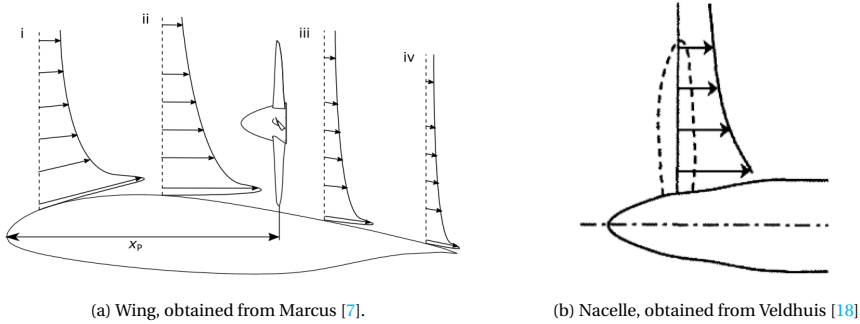 i
ii
iii
iv
xP
(a) Wing, obtained from Marcus [7].
(b) Nacelle, obtained from Veldhuis [18]